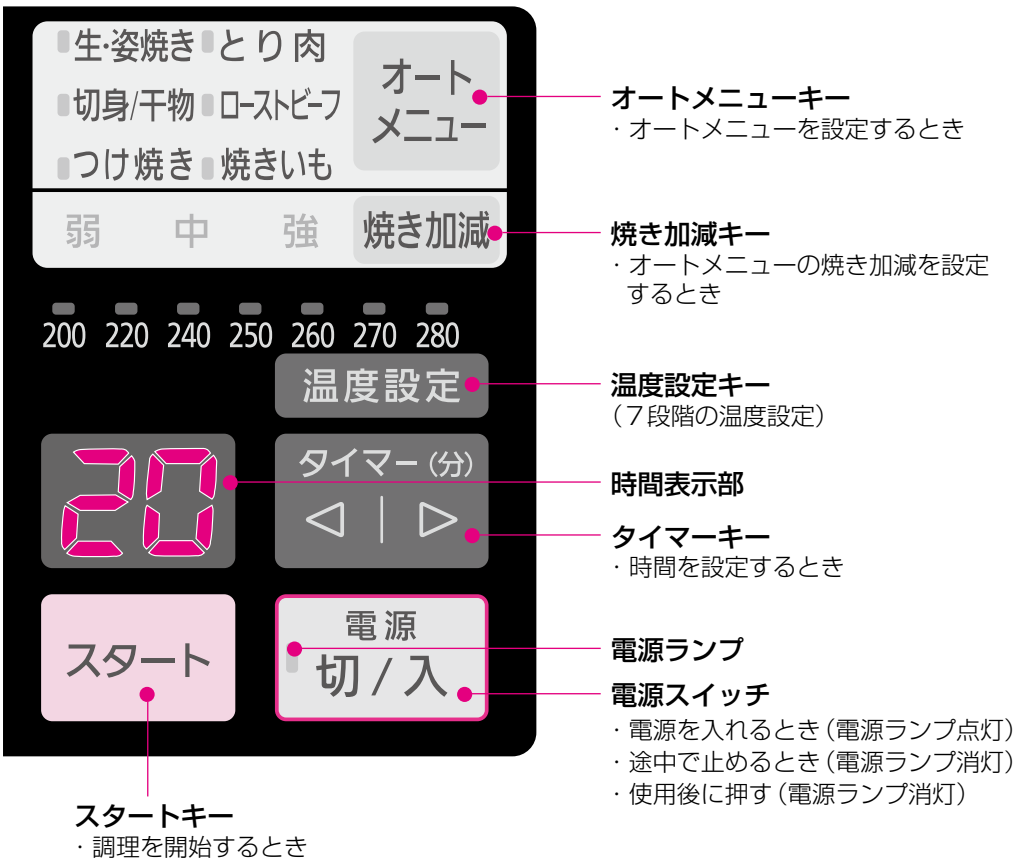 生・姿焼き とり肉
切身/干物 ローストビーフ
つけ焼き 焼きいも
オート
メニュー
弱 中 強 焼き加減
200 220 240 250 260 270 280
温度設定
20
タイマー(分)
スタート
電源
切/入
オートメニューキー
・オートメニューを設定するとき
焼き加減キー
・オートメニューの焼き加減を設定
するとき
温度設定キー
(7段階の温度設定)
時間表示部
タイマーキー
・時間を設定するとき
電源ランプ
電源スイッチ
・電源を入れるとき(電源ランプ点灯)
・途中で止めるとき(電源ランプ消灯)
・使用後に押す(電源ランプ消灯)
スタートキー
・調理を開始するとき